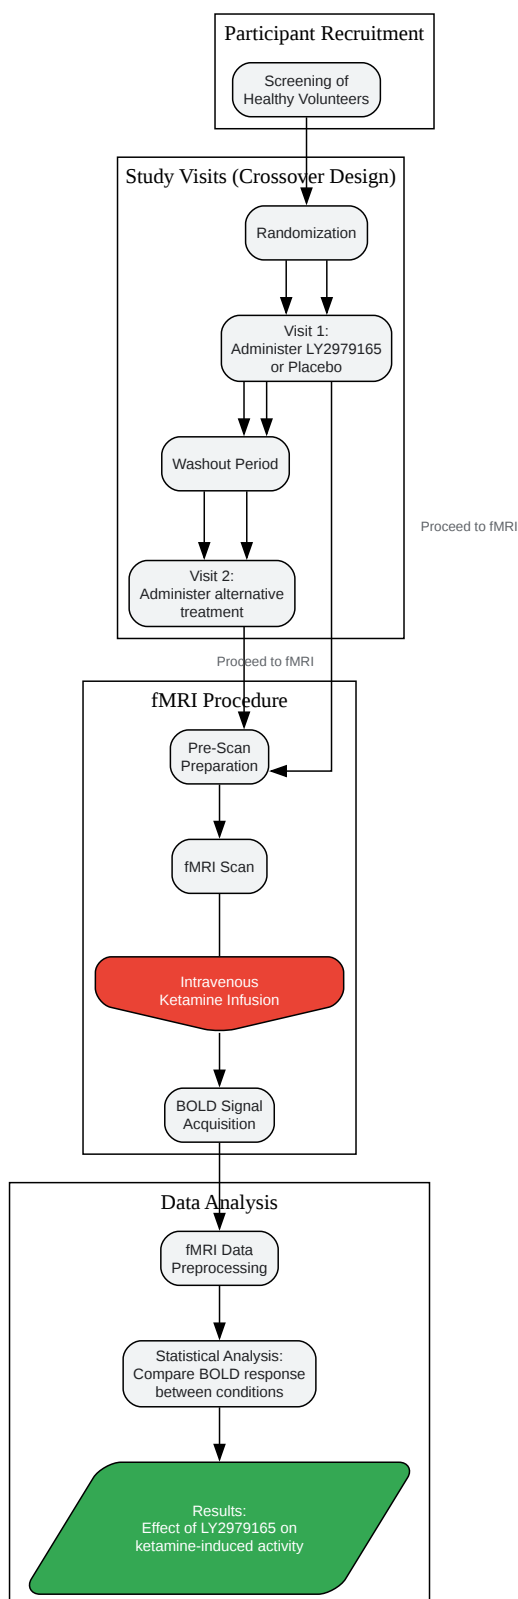 Participant Recruitment
Screening of
Healthy Volunteers
Study Visits (Crossover Design)
Randomization
Visit 1:
Administer LY2979165
or Placebo
Washout Period
Proceed to fMRI
Visit 2:
Administer alternative
treatment
Proceed to fMRI
fMRI Procedure
Pre-Scan
Preparation
fMRI Scan
Intravenous
Ketamine Infusion
BOLD Signal
Acquisition
Data Analysis
fMRI Data
Preprocessing
Statistical Analysis:
Compare BOLD response
between conditions
Results:
Effect of LY2979165 on
ketamine-induced activity